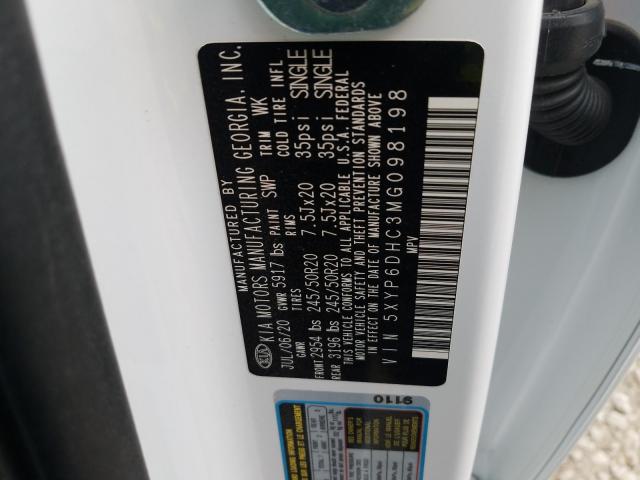 MANUFACTURED BY
KIA KIA MOTORS MANUFACTURING GEORGIA, INC.
JUL/06/20 GVWR 5917 lbs PAINT SWP TRIM WK
GAWR TIRES RIMS COLD TIRE INFL
FRONT 2954 lbs 245/50R20 7.5Jx20 35psi SINGLE
REAR 3196 lbs 245/50R20 7.5Jx20 35psi SINGLE
THIS VEHICLE CONFORMS TO ALL APPLICABLE U.S.A. FEDERAL
MOTOR VEHICLE SAFETY AND THEFT PREVENTION STANDARDS
IN EFFECT ON THE DATE OF MANUFACTURE SHOWN ABOVE
VIN 5XYP6DHC3MG098198
MPV
9110